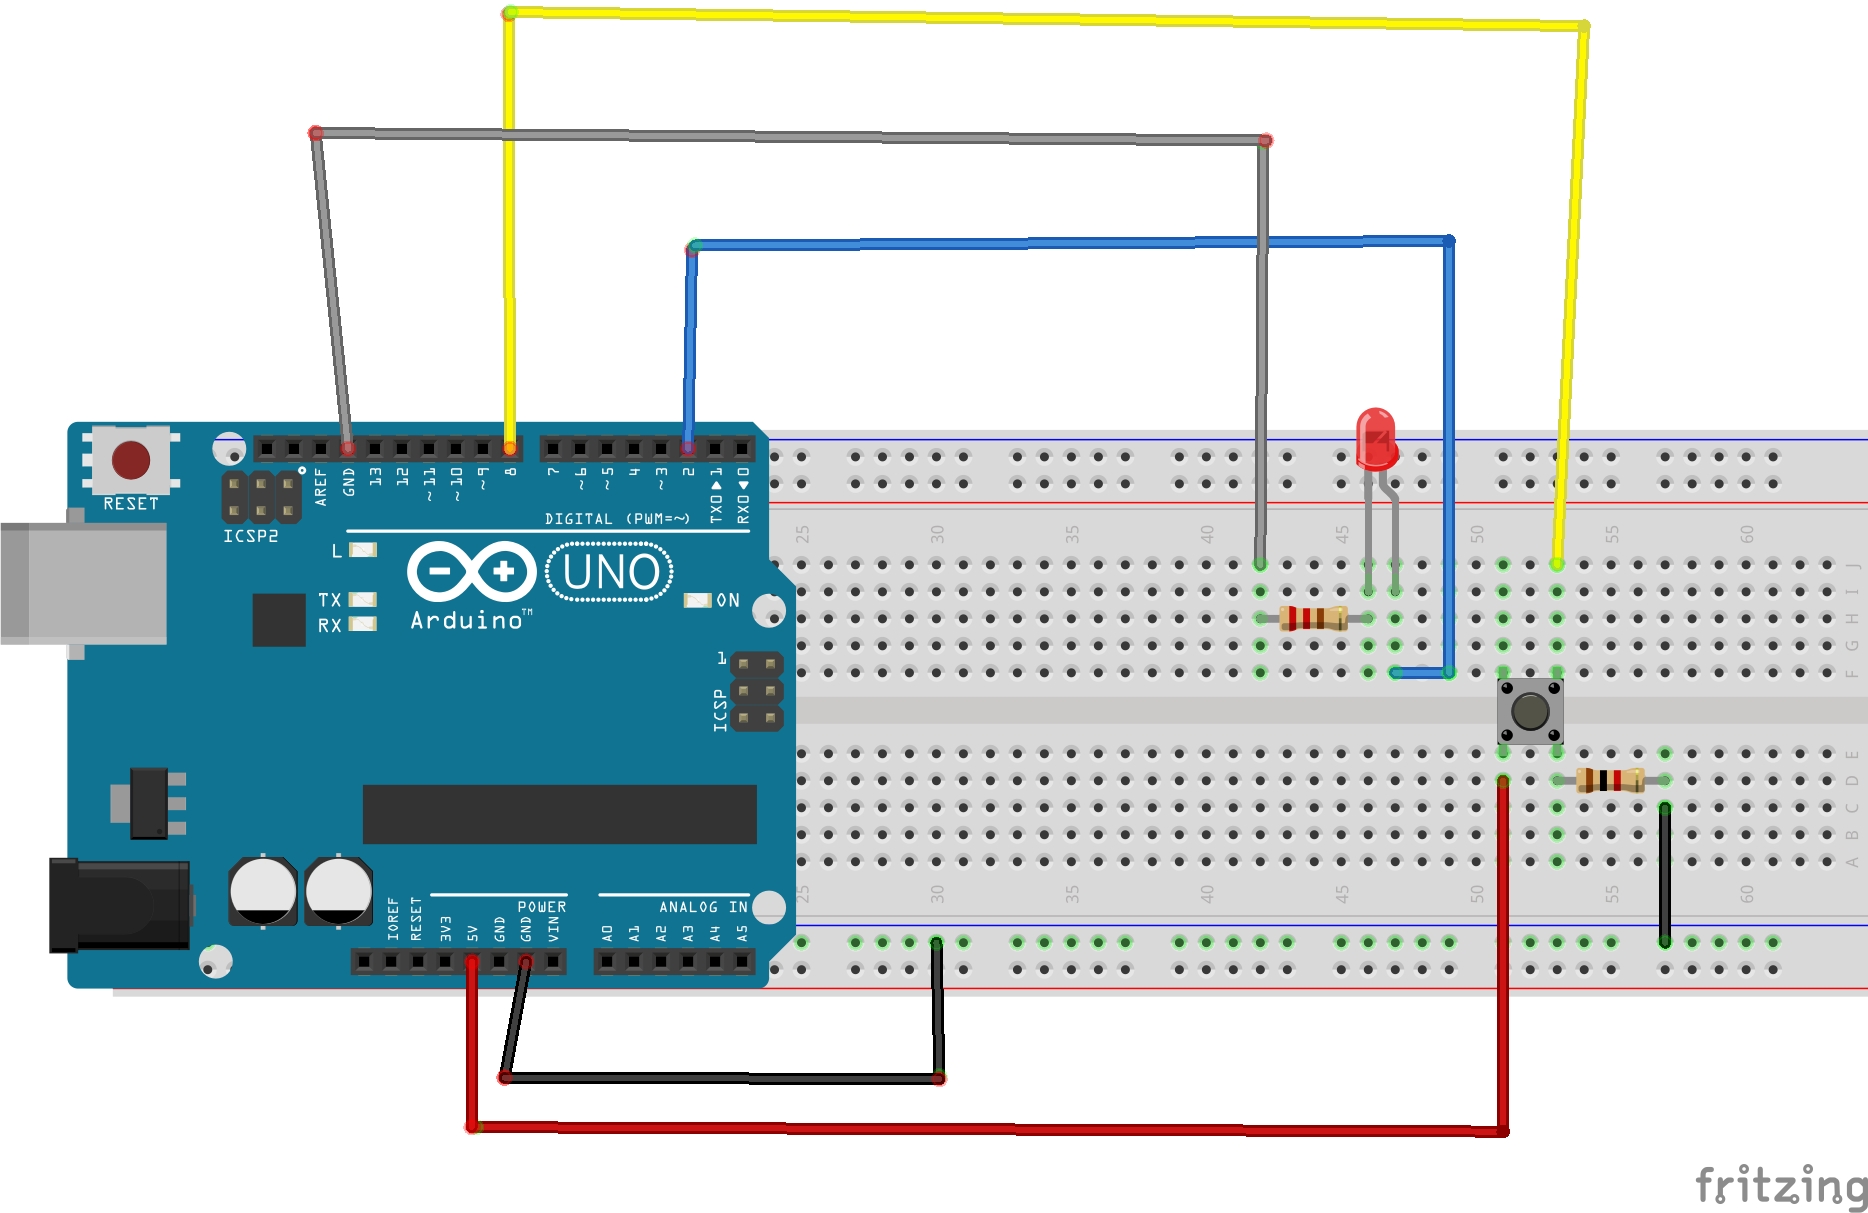 RESET
ICSP2
AREF
GND
13
12
~11
~10
~9
8
7
~6
~5
4
~3
2
TX0▶1
RX0◀0
DIGITAL (PWM=~)
L
TX
RX
UNO
Arduino™
ON
1
ICSP
IOREF
RESET
3V3
5V
GND
GND
VIN
POWER
ANALOG IN
A0
A1
A2
A3
A4
A5
25
40
45
50
55
60
35
30
J
I
H
G
F
E
D
C
B
A
25
30
35
40
45
50
55
60
fritzing